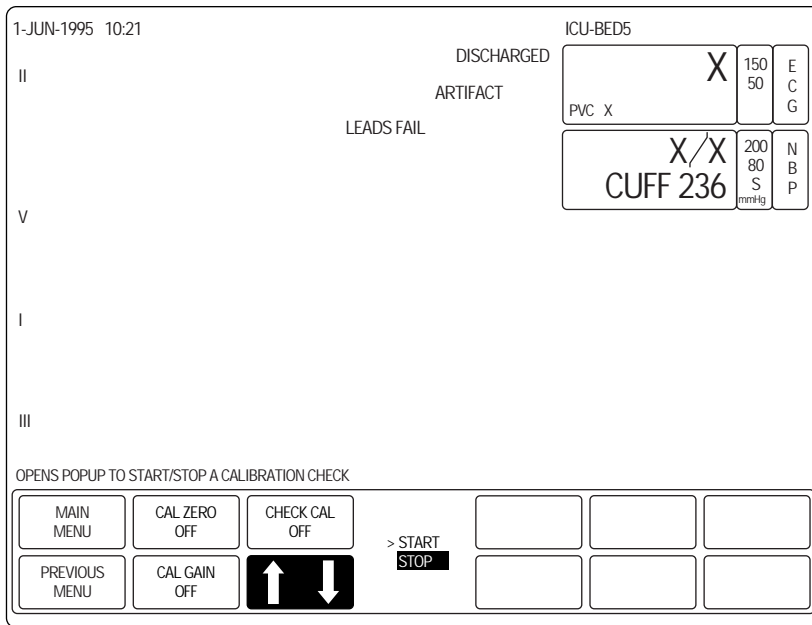 1-JUN-1995 10:21
ICU-BED5
II
DISCHARGED
ARTIFACT
LEADS FAIL
X
PVC X
150
50
E
C
G
X/X
CUFF 236
200
80
S
mmHg
N
B
P
V
I
III
OPENS POPUP TO START/STOP A CALIBRATION CHECK
MAIN
MENU
CAL ZERO
OFF
CHECK CAL
OFF
> START
STOP
PREVIOUS
MENU
CAL GAIN
OFF